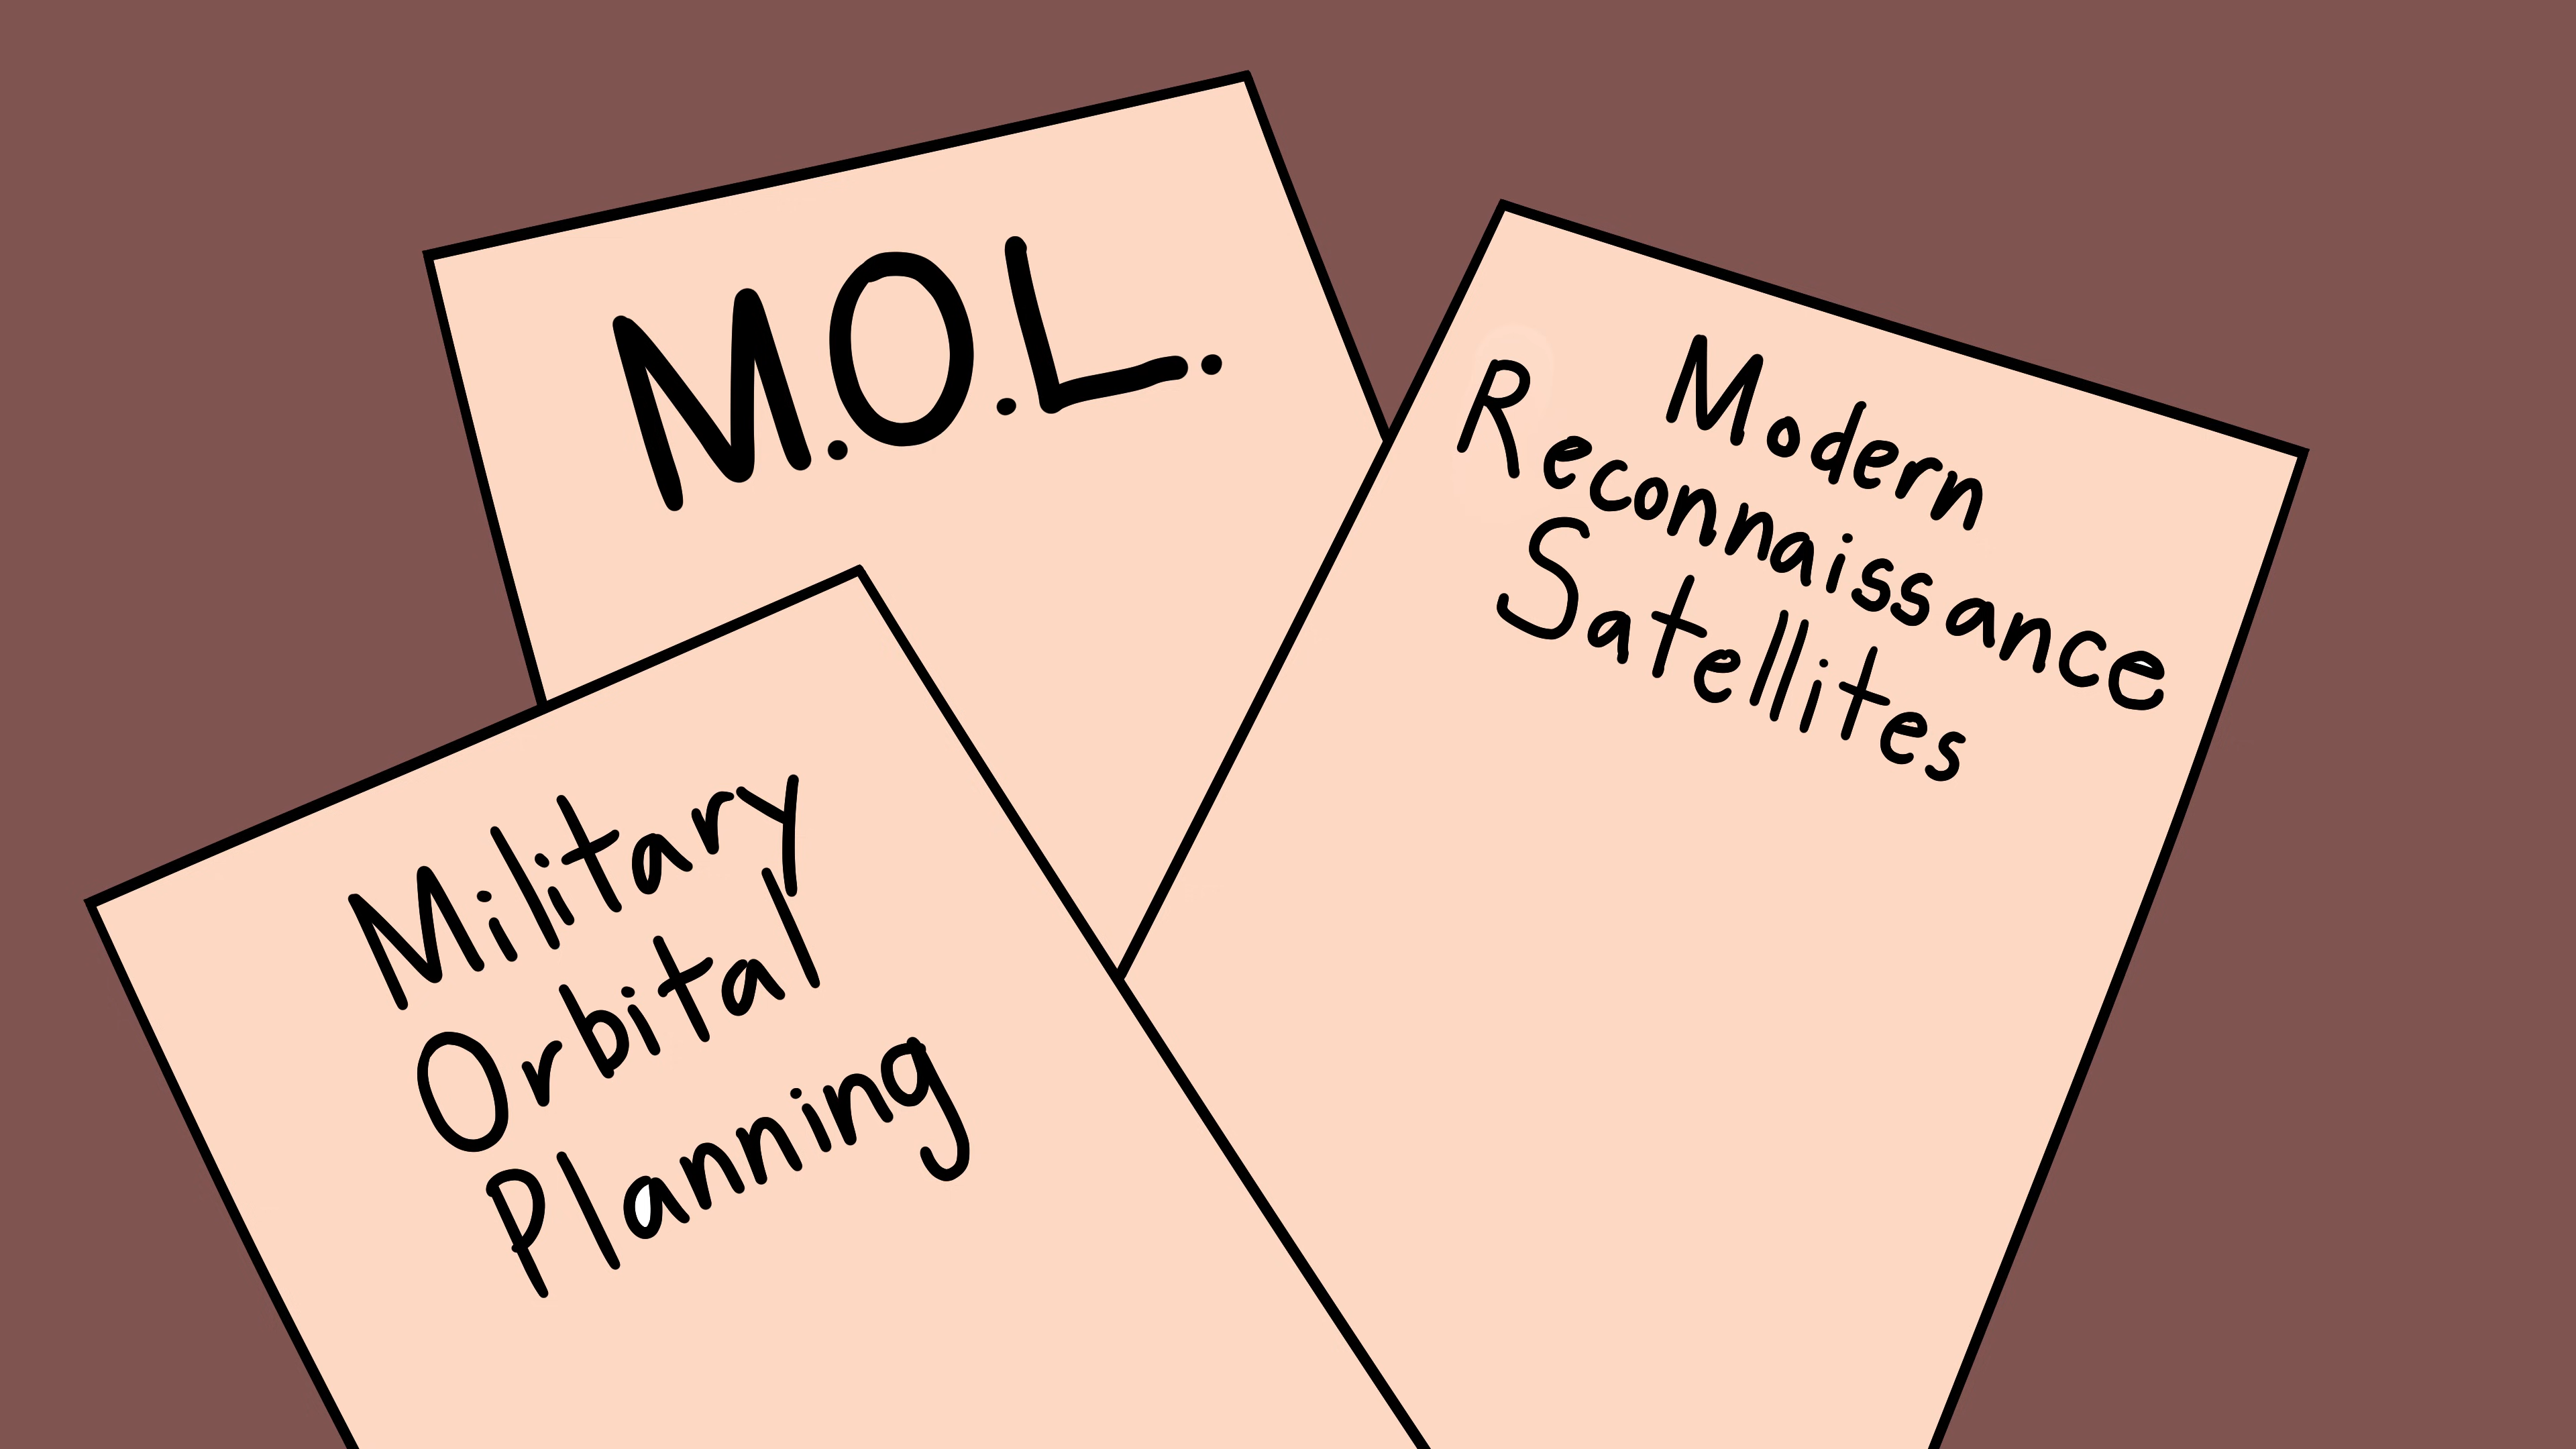 M.O.L.
Modern
Reconnaissance
Satellites
Military
Orbital
Planning